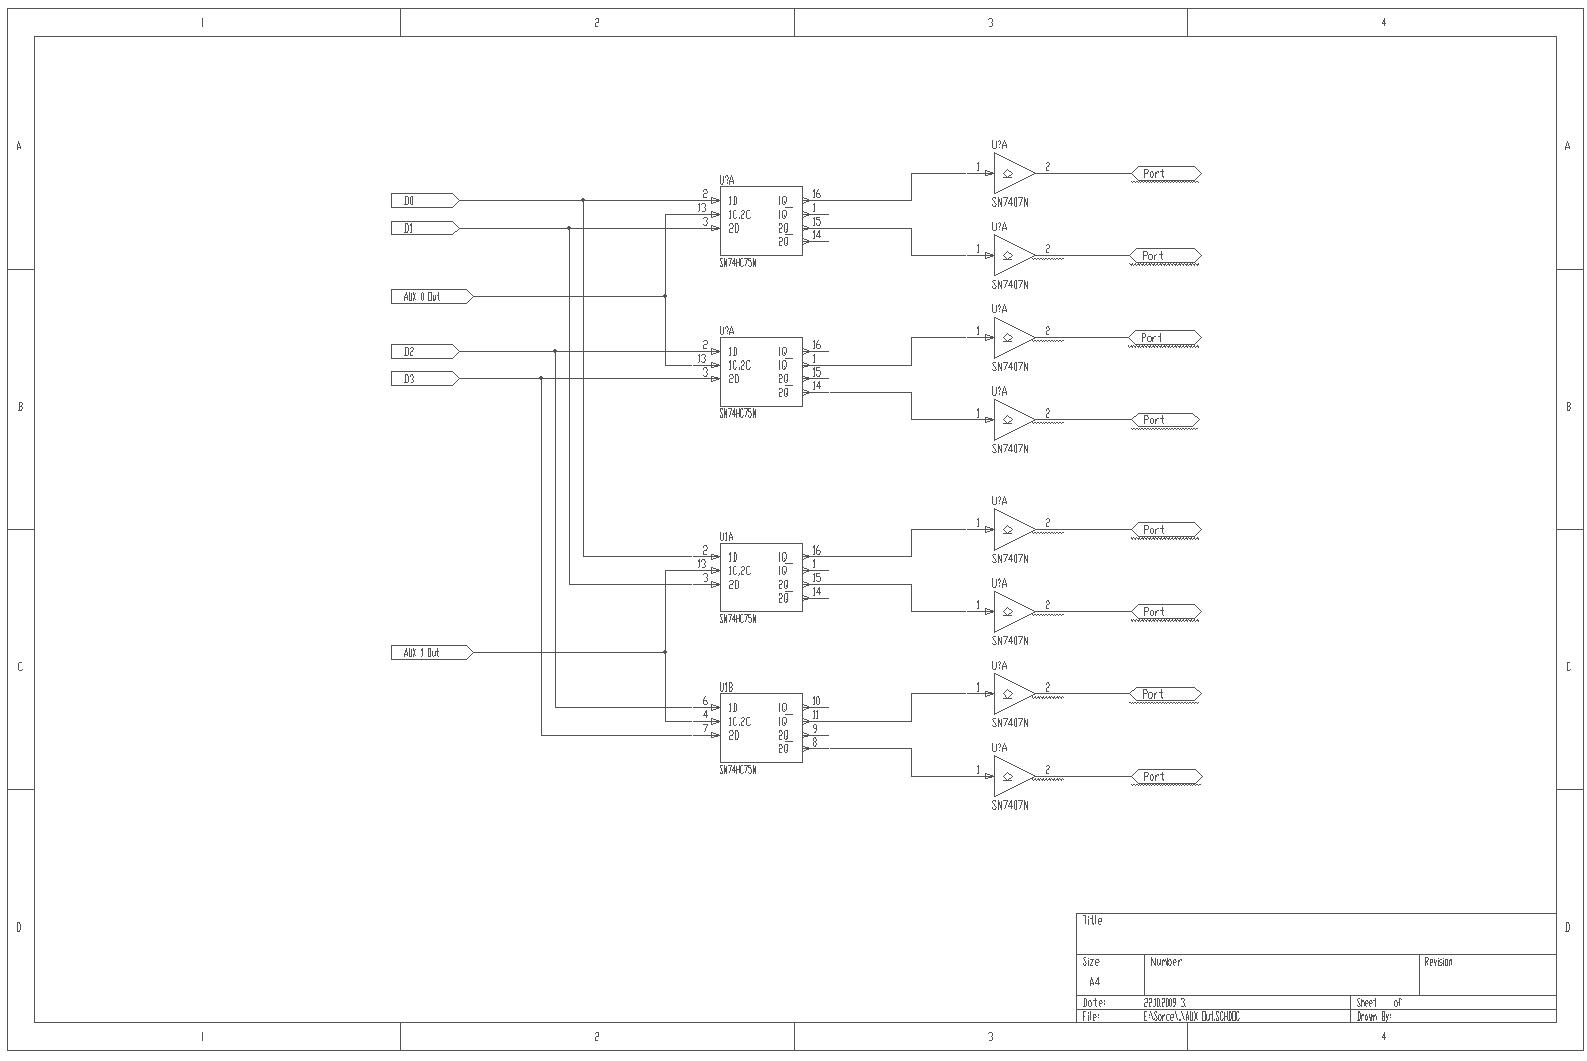 1 2 3 4
A A
U?A
1 2 Port
SN7407N
U?A
D0 2 1D 1Q 16
13 1C,2C 1Q 1
D1 3 2D 2Q 15
2Q 14
SN74HC75N
U?A
1 2 Port
SN7407N
AUX 0 Out
U?A
1 2 Port
SN7407N
U?A
D2 2 1D 1Q 16
13 1C,2C 1Q 1
D3 3 2D 2Q 15
2Q 14
SN74HC75N
B B
U?A
1 2 Port
SN7407N
U?A
1 2 Port
SN7407N
U1A
2 1D 1Q 16
13 1C,2C 1Q 1
3 2D 2Q 15
2Q 14
SN74HC75N
U?A
1 2 Port
SN7407N
AUX 1 Out
C C
U?A
1 2 Port
SN7407N
U1B
6 1D 1Q 10
4 1C,2C 1Q 11
7 2D 2Q 9
2Q 8
SN74HC75N
U?A
1 2 Port
SN7407N
D D
Title
Size Number Revision
A4
Date: 22.10.2009 3. Sheet of
File: E:\Sorce\..\AUX Out.SCHDOC Drawn By:
1 2 3 4